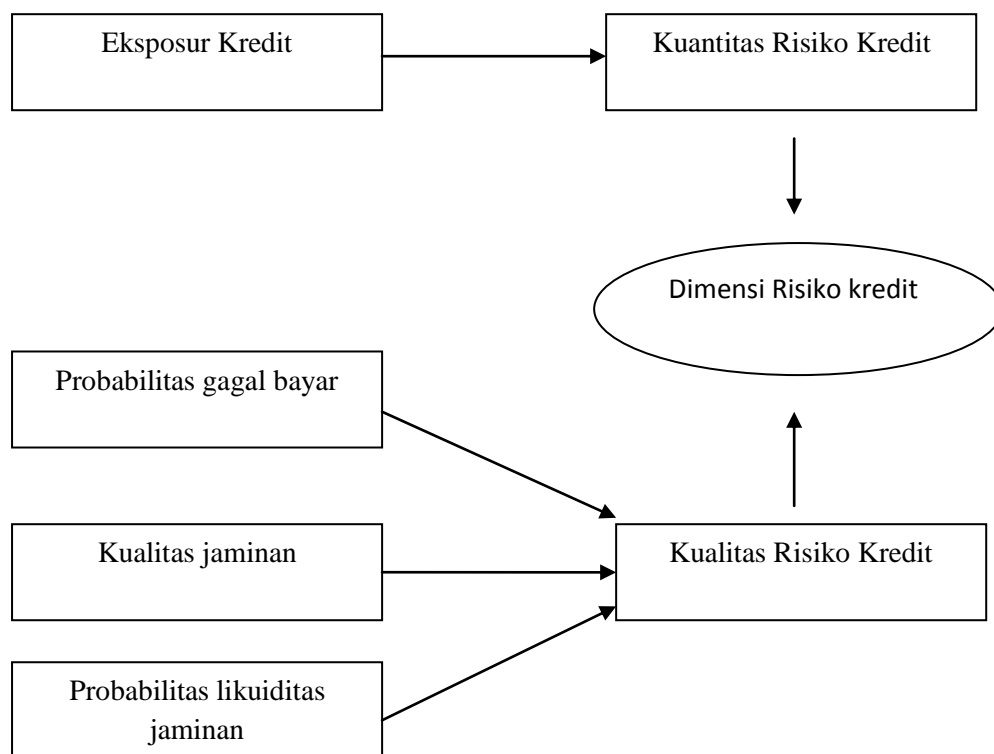 Eksposur Kredit
Kuantitas Risiko Kredit
Dimensi Risiko kredit
Probabilitas gagal bayar
Kualitas jaminan
Kualitas Risiko Kredit
Probabilitas likuiditas
jaminan